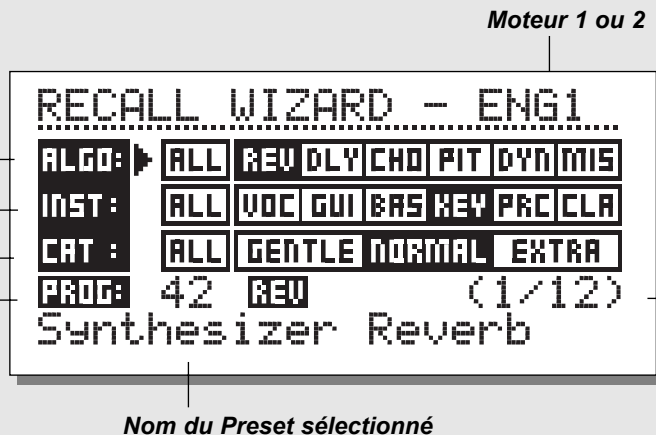 Moteur 1 ou 2
RECALL WIZARD - ENG1
ALGO: ALL REV DLY CHO PIT DYN MIS
INST: ALL VOC GUI BAS KEY PRC CLA
CAT : ALL GENTLE NORMAL EXTRA
PROG: 42 REV (1/12)
Synthesizer Reverb
Nom du Preset sélectionné